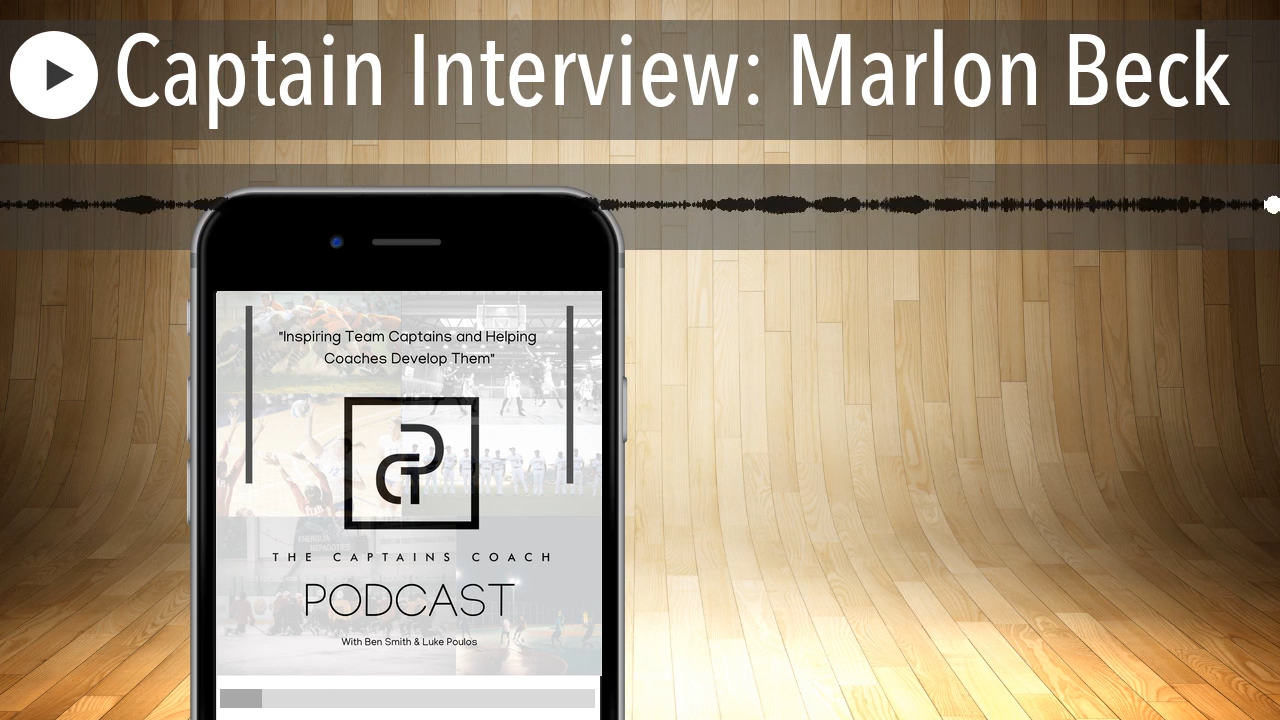 Captain Interview: Marlon Beck
"Inspiring Team Captains and Helping
Coaches Develop Them"
THE CAPTAINS COACH
PODCAST
With Ben Smith & Luke Poulos